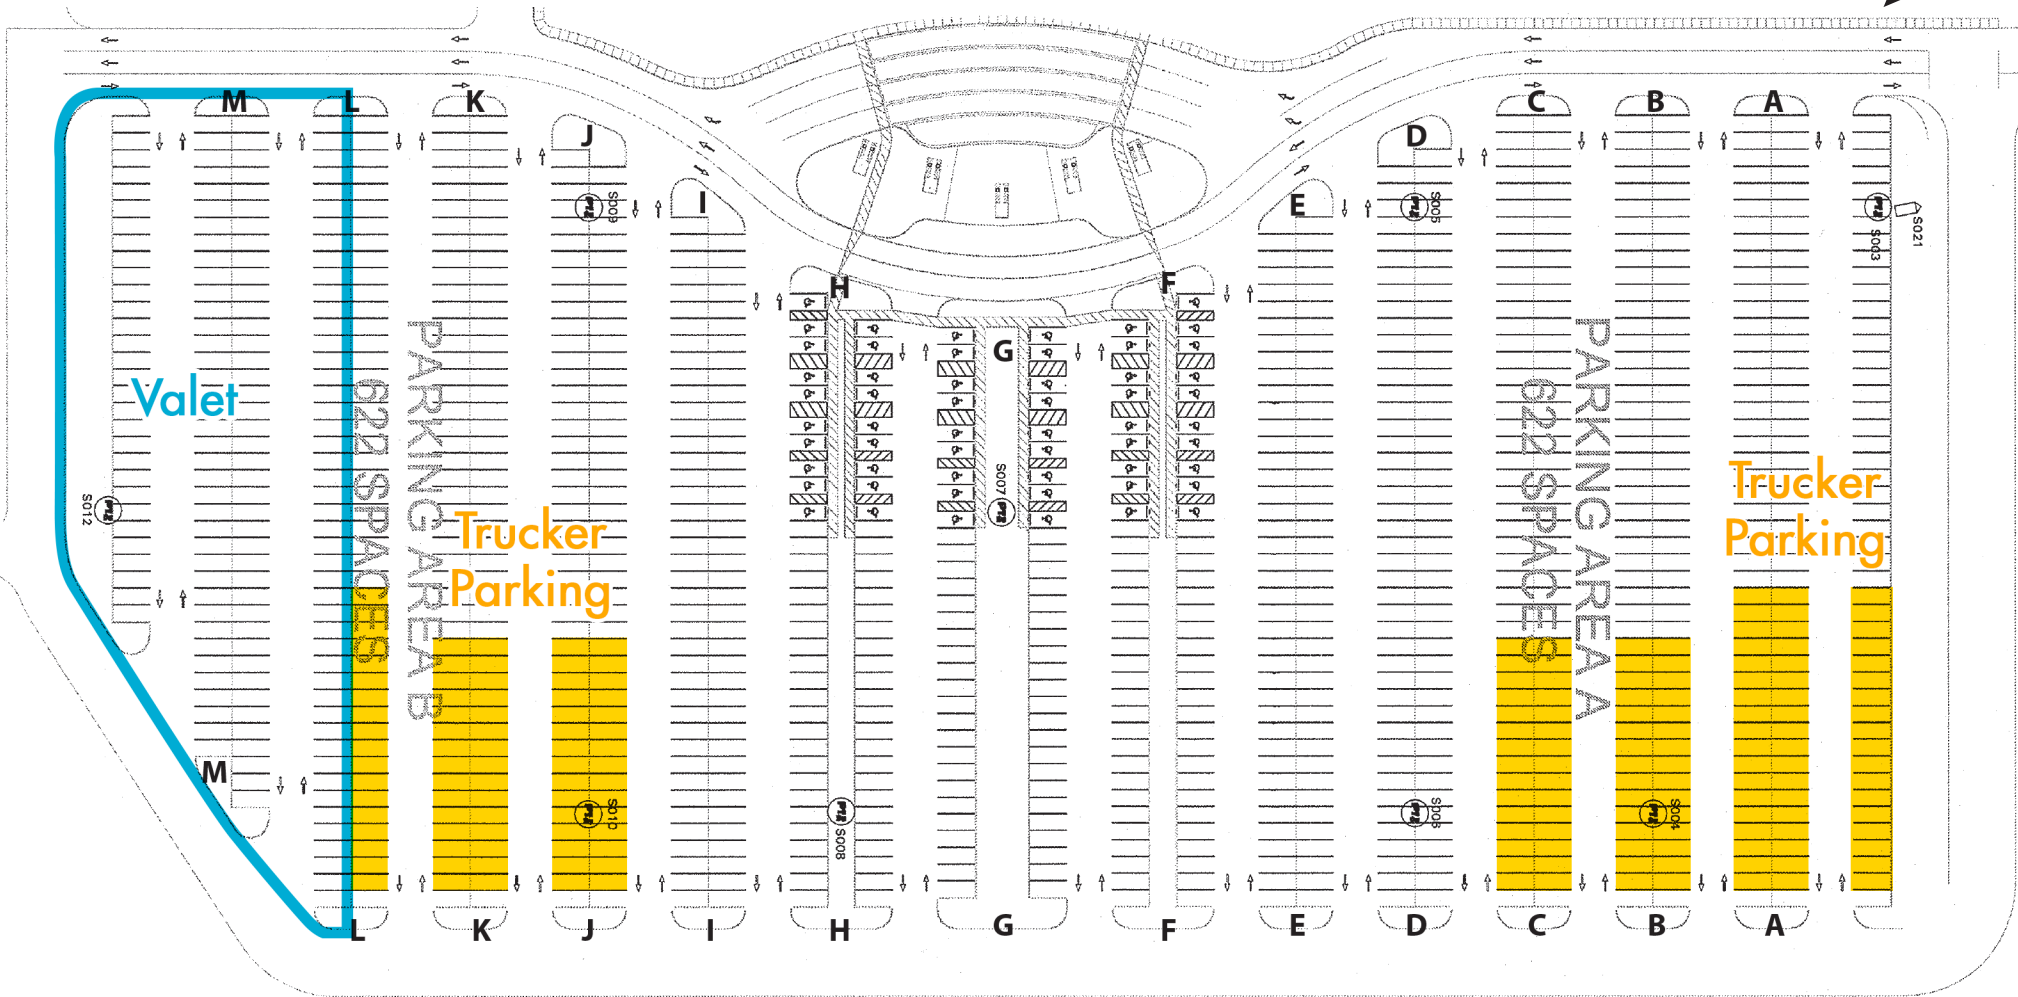 M
L
K
J
I
H
G
F
E
D
C
B
A
S009
S005
S003
S021
Valet
PARKING AREA B
622 SPACES
Trucker
Parking
S007
PARKING AREA A
622 SPACES
Trucker
Parking
S012
M
S010
S008
S003
S004
L
K
J
I
H
G
F
E
D
C
B
A